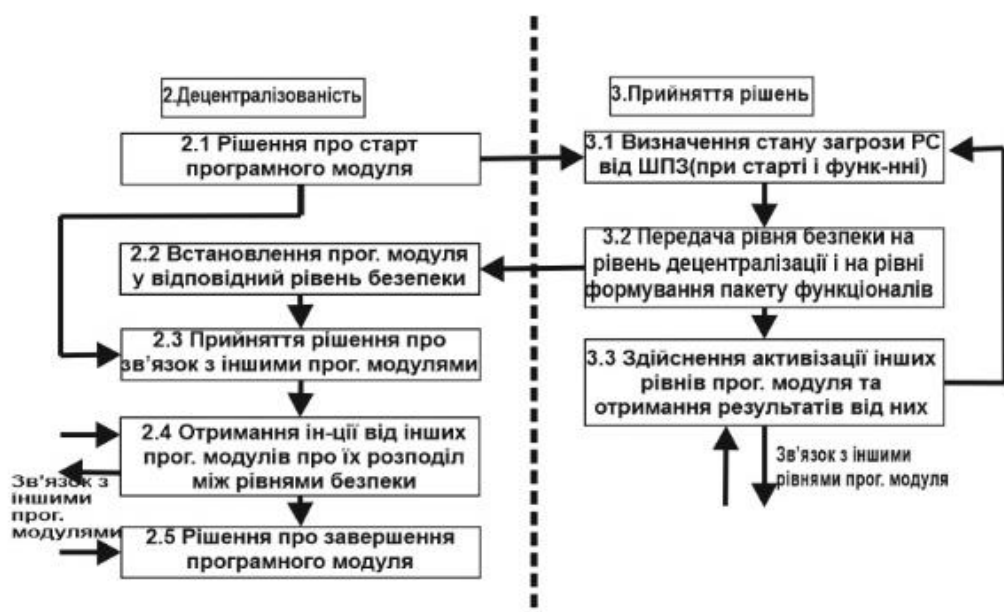 2.Децентралізованість
2.1 Рішення про старт
програмного модуля
2.2 Встановлення прог. модуля
у відповідний рівень безепеки
2.3 Прийняття рішення про
зв'язок з іншими прог. модулями
2.4 Отримання ін-ції від інших
прог. модулів про їх розподіл
між рівнями безпеки
Зв'язок з
іншими
прог.
модулями
2.5 Рішення про завершення
програмного модуля
3.Прийняття рішень
3.1 Визначення стану загрози РС
від ШПЗ(при старті і функ-нні)
3.2 Передача рівня безпеки на
рівень децентралізації і на рівні
формування пакету функціоналів
3.3 Здійснення активізації інших
рівнів прог. модуля та
отримання результатів від них
Зв'язок з іншими
рівнями прог. модуля